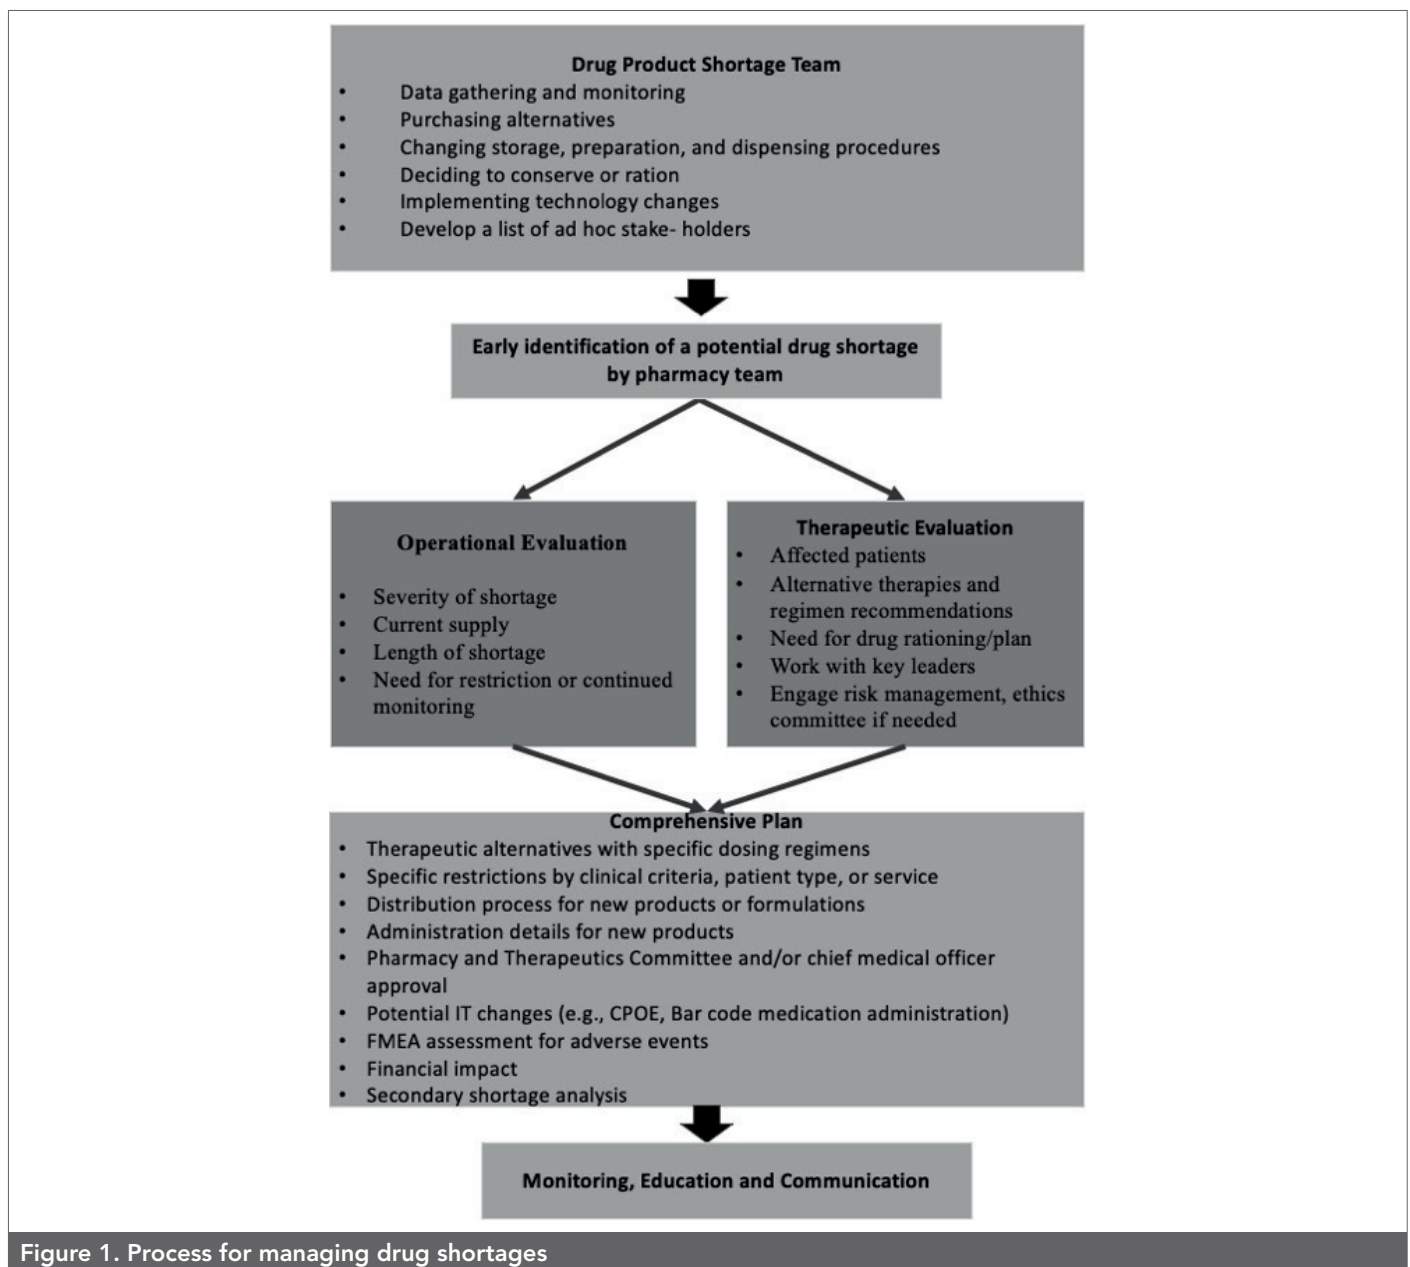 Drug Product Shortage Team
• Data gathering and monitoring
• Purchasing alternatives
• Changing storage, preparation, and dispensing procedures
• Deciding to conserve or ration
• Implementing technology changes
• Develop a list of ad hoc stake- holders
Early identification of a potential drug shortage
by pharmacy team
Operational Evaluation
• Severity of shortage
• Current supply
• Length of shortage
• Need for restriction or continued
monitoring
Therapeutic Evaluation
• Affected patients
• Alternative therapies and
regimen recommendations
• Need for drug rationing/plan
• Work with key leaders
• Engage risk management, ethics
committee if needed
Comprehensive Plan
• Therapeutic alternatives with specific dosing regimens
• Specific restrictions by clinical criteria, patient type, or service
• Distribution process for new products or formulations
• Administration details for new products
• Pharmacy and Therapeutics Committee and/or chief medical officer
approval
• Potential IT changes (e.g., CPOE, Bar code medication administration)
• FMEA assessment for adverse events
• Financial impact
• Secondary shortage analysis
Monitoring, Education and Communication
Figure 1. Process for managing drug shortages